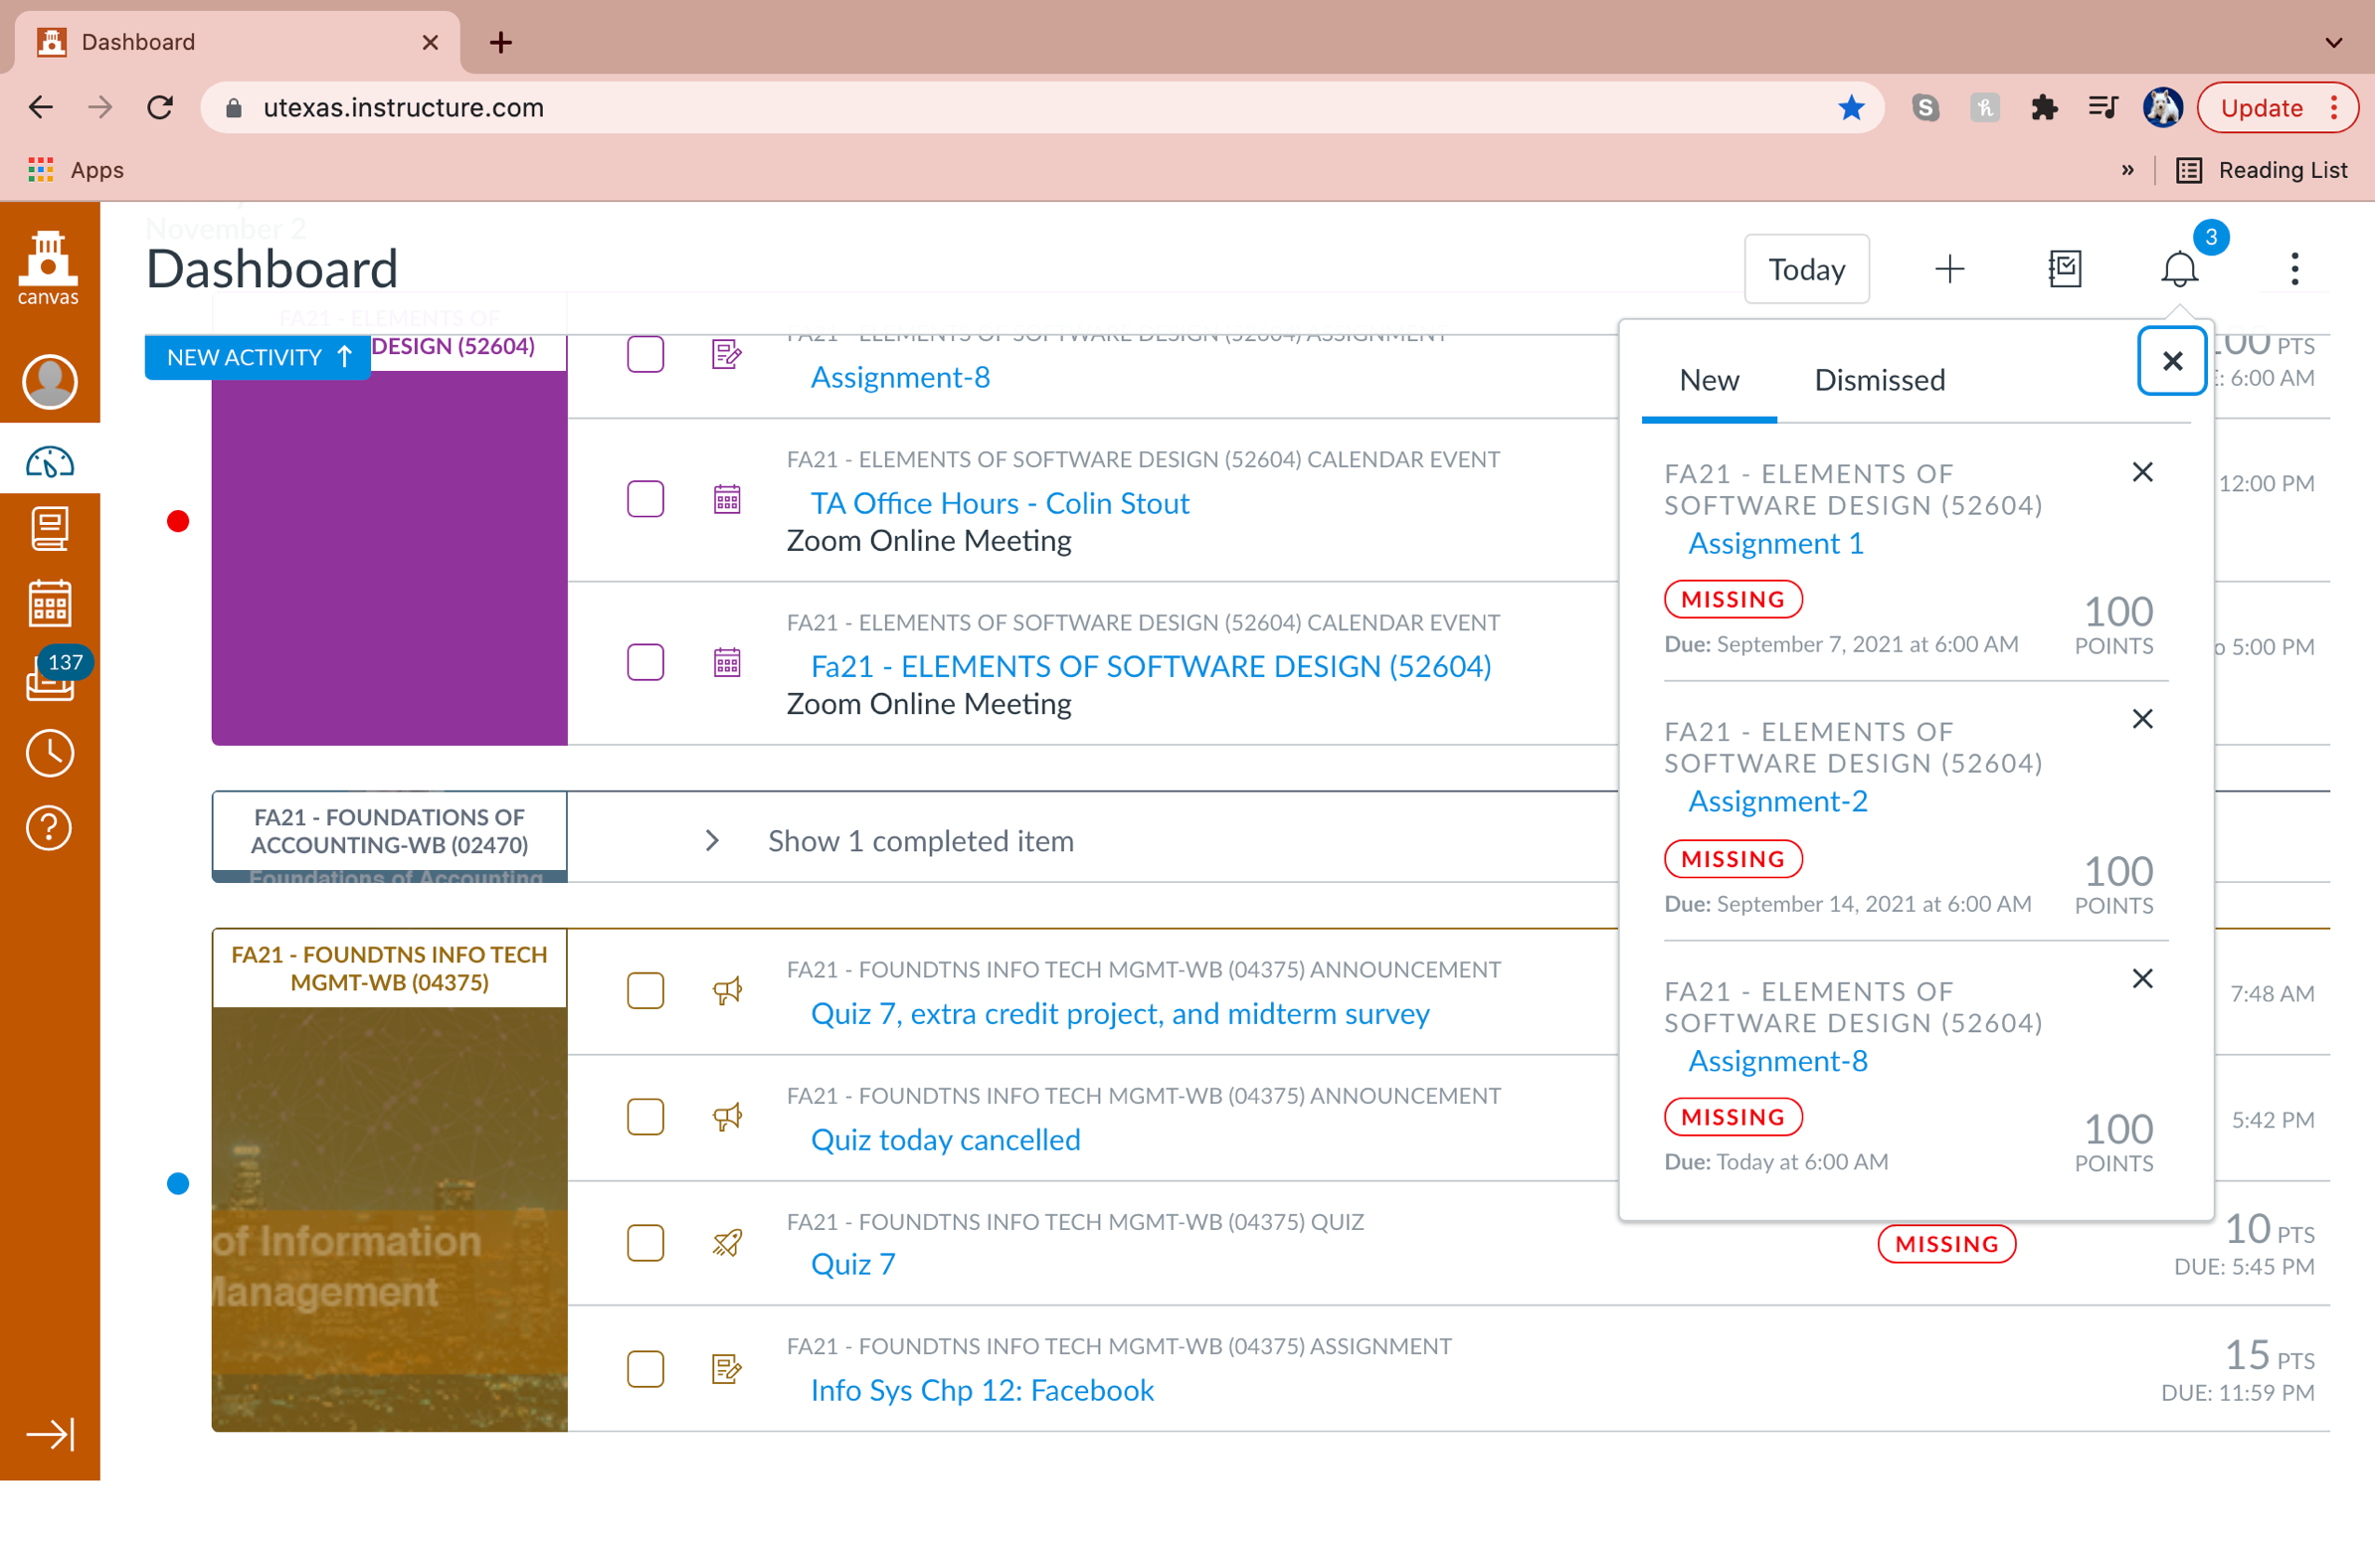 Dashboard
utexas.instructure.com
Update
Apps
»
Reading List
canvas
137
November 2
Dashboard
Today
3
NEW ACTIVITY ↑
FA21 - ELEMENTS OF
DESIGN (52604)
FA21 - ELEMENTS OF SOFTWARE DESIGN (52604) ASSIGNMENT
Assignment-8
PTS
6:00 AM
FA21 - ELEMENTS OF SOFTWARE DESIGN (52604) CALENDAR EVENT
TA Office Hours - Colin Stout
Zoom Online Meeting
12:00 PM
FA21 - ELEMENTS OF SOFTWARE DESIGN (52604) CALENDAR EVENT
Fa21 - ELEMENTS OF SOFTWARE DESIGN (52604)
Zoom Online Meeting
5:00 PM
FA21 - FOUNDATIONS OF
ACCOUNTING-WB (02470)
Foundations of Accounting
Show 1 completed item
FA21 - FOUNDTNS INFO TECH
MGMT-WB (04375)
of Information
Management
FA21 - FOUNDTNS INFO TECH MGMT-WB (04375) ANNOUNCEMENT
Quiz 7, extra credit project, and midterm survey
7:48 AM
FA21 - FOUNDTNS INFO TECH MGMT-WB (04375) ANNOUNCEMENT
Quiz today cancelled
5:42 PM
FA21 - FOUNDTNS INFO TECH MGMT-WB (04375) QUIZ
Quiz 7
MISSING
10 PTS
DUE: 5:45 PM
FA21 - FOUNDTNS INFO TECH MGMT-WB (04375) ASSIGNMENT
Info Sys Chp 12: Facebook
15 PTS
DUE: 11:59 PM
New
Dismissed
FA21 - ELEMENTS OF
SOFTWARE DESIGN (52604)
Assignment 1
MISSING
Due: September 7, 2021 at 6:00 AM
100
POINTS
FA21 - ELEMENTS OF
SOFTWARE DESIGN (52604)
Assignment-2
MISSING
Due: September 14, 2021 at 6:00 AM
100
POINTS
FA21 - ELEMENTS OF
SOFTWARE DESIGN (52604)
Assignment-8
MISSING
Due: Today at 6:00 AM
100
POINTS